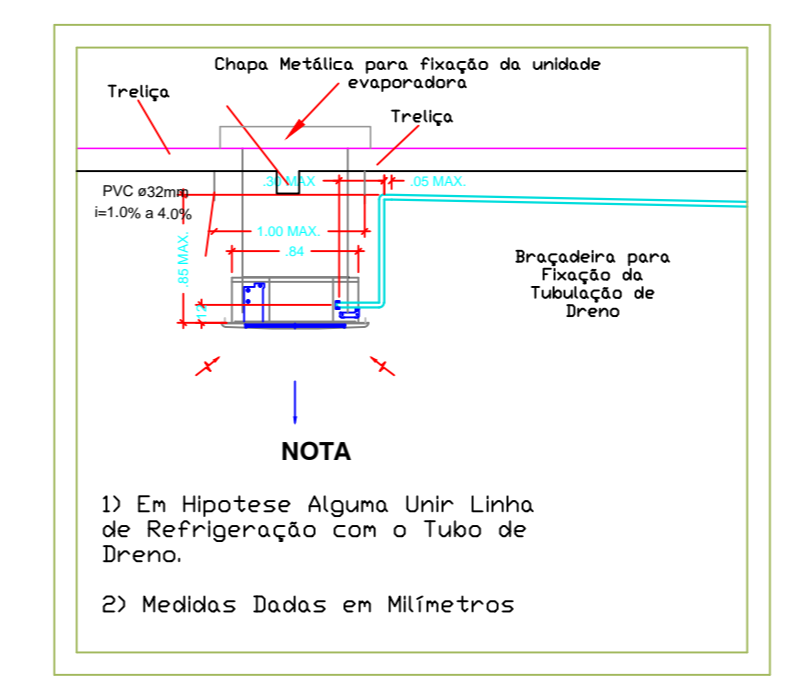 Chapa Metálica para fixação da unidade
evaporadora
Treliça
Treliça
.30 MAX
.05 MAX.
PVC ø32mm
i=1.0% a 4.0%
1.00 MAX.
.84
.85 MAX.
.12
Braçadeira para
Fixação da
Tubulação de
Dreno
NOTA
1) Em Hipotese Alguma Unir Linha
de Refrigeração com o Tubo de
Dreno.
2) Medidas Dadas em Milímetros